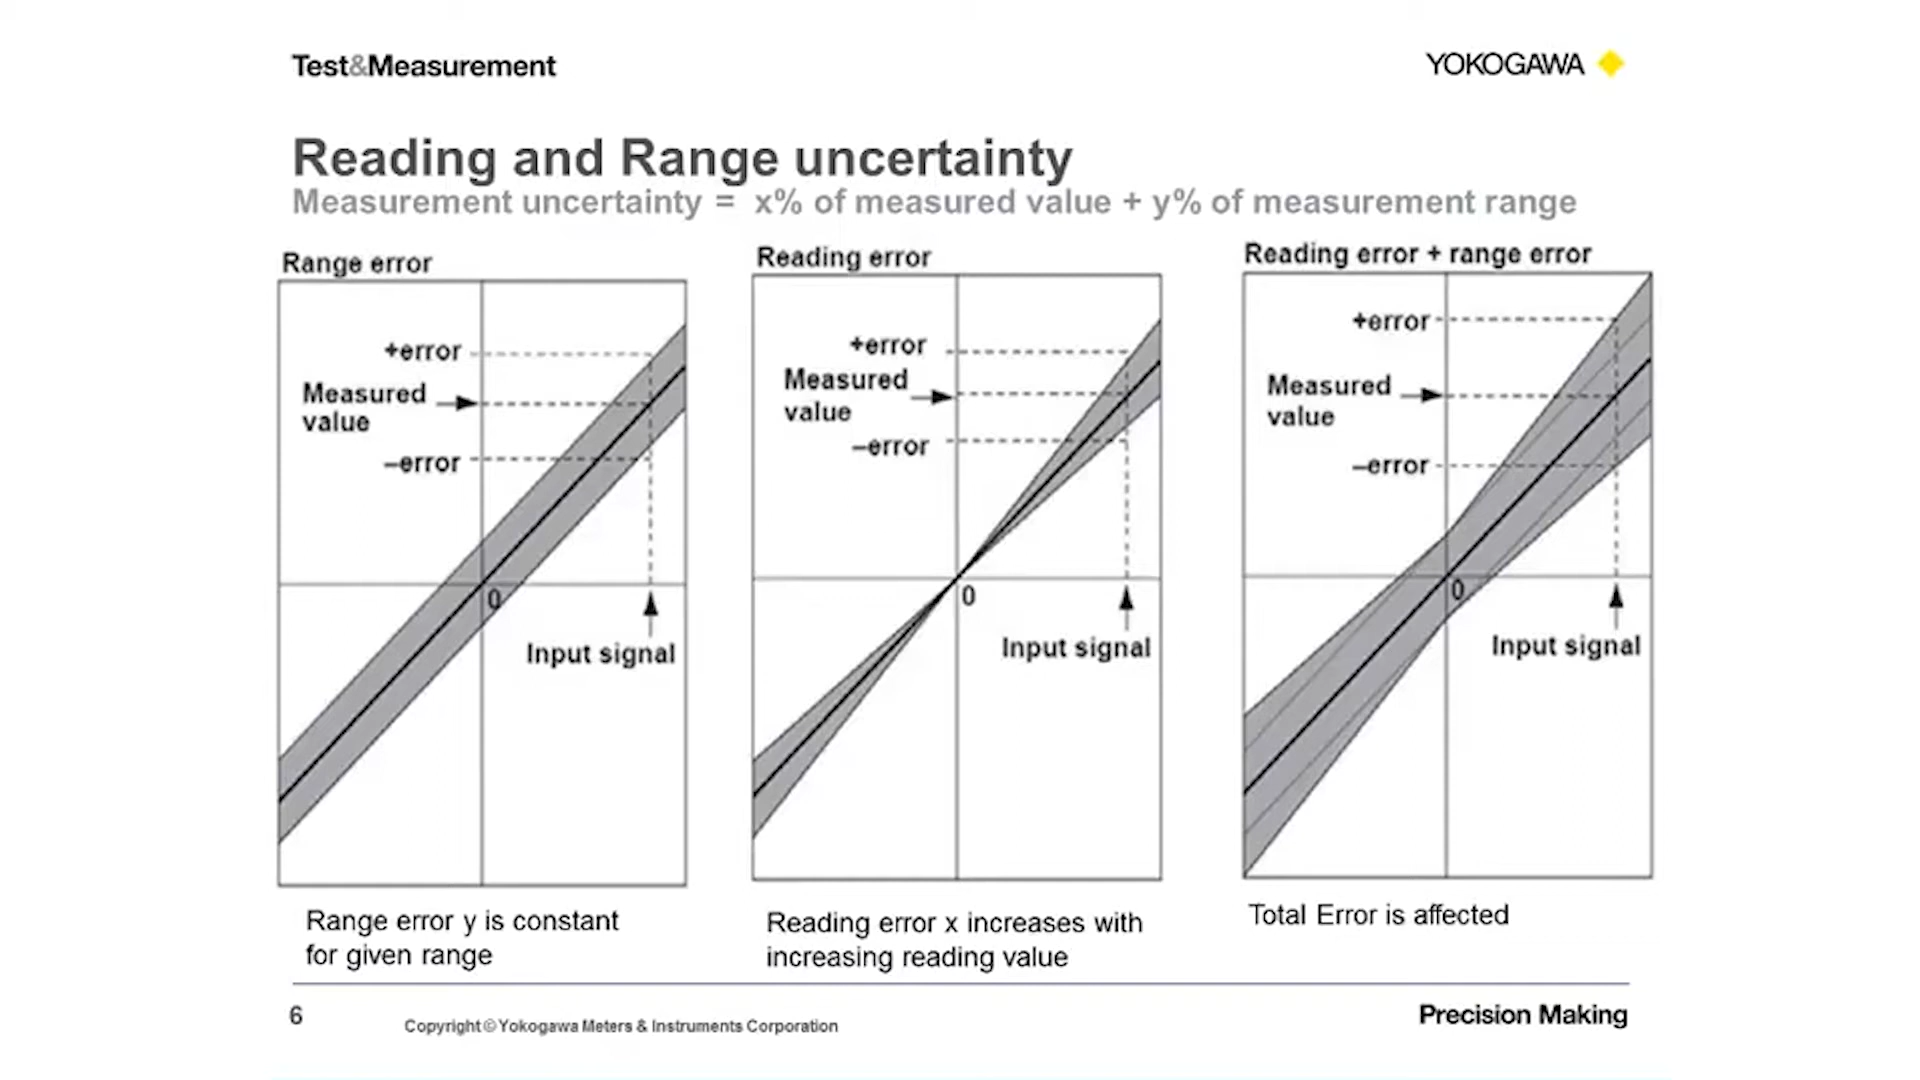 Test&Measurement
YOKOGAWA
Reading and Range uncertainty
Measurement uncertainty = x% of measured value + y% of measurement range
Range error
+error
Measured
value
–error
0
Input signal
Range error y is constant
for given range
Reading error
+error
Measured
value
–error
0
Input signal
Reading error x increases with
increasing reading value
Reading error + range error
+error
Measured
value
–error
0
Input signal
Total Error is affected
6
Copyright © Yokogawa Meters & Instruments Corporation
Precision Making